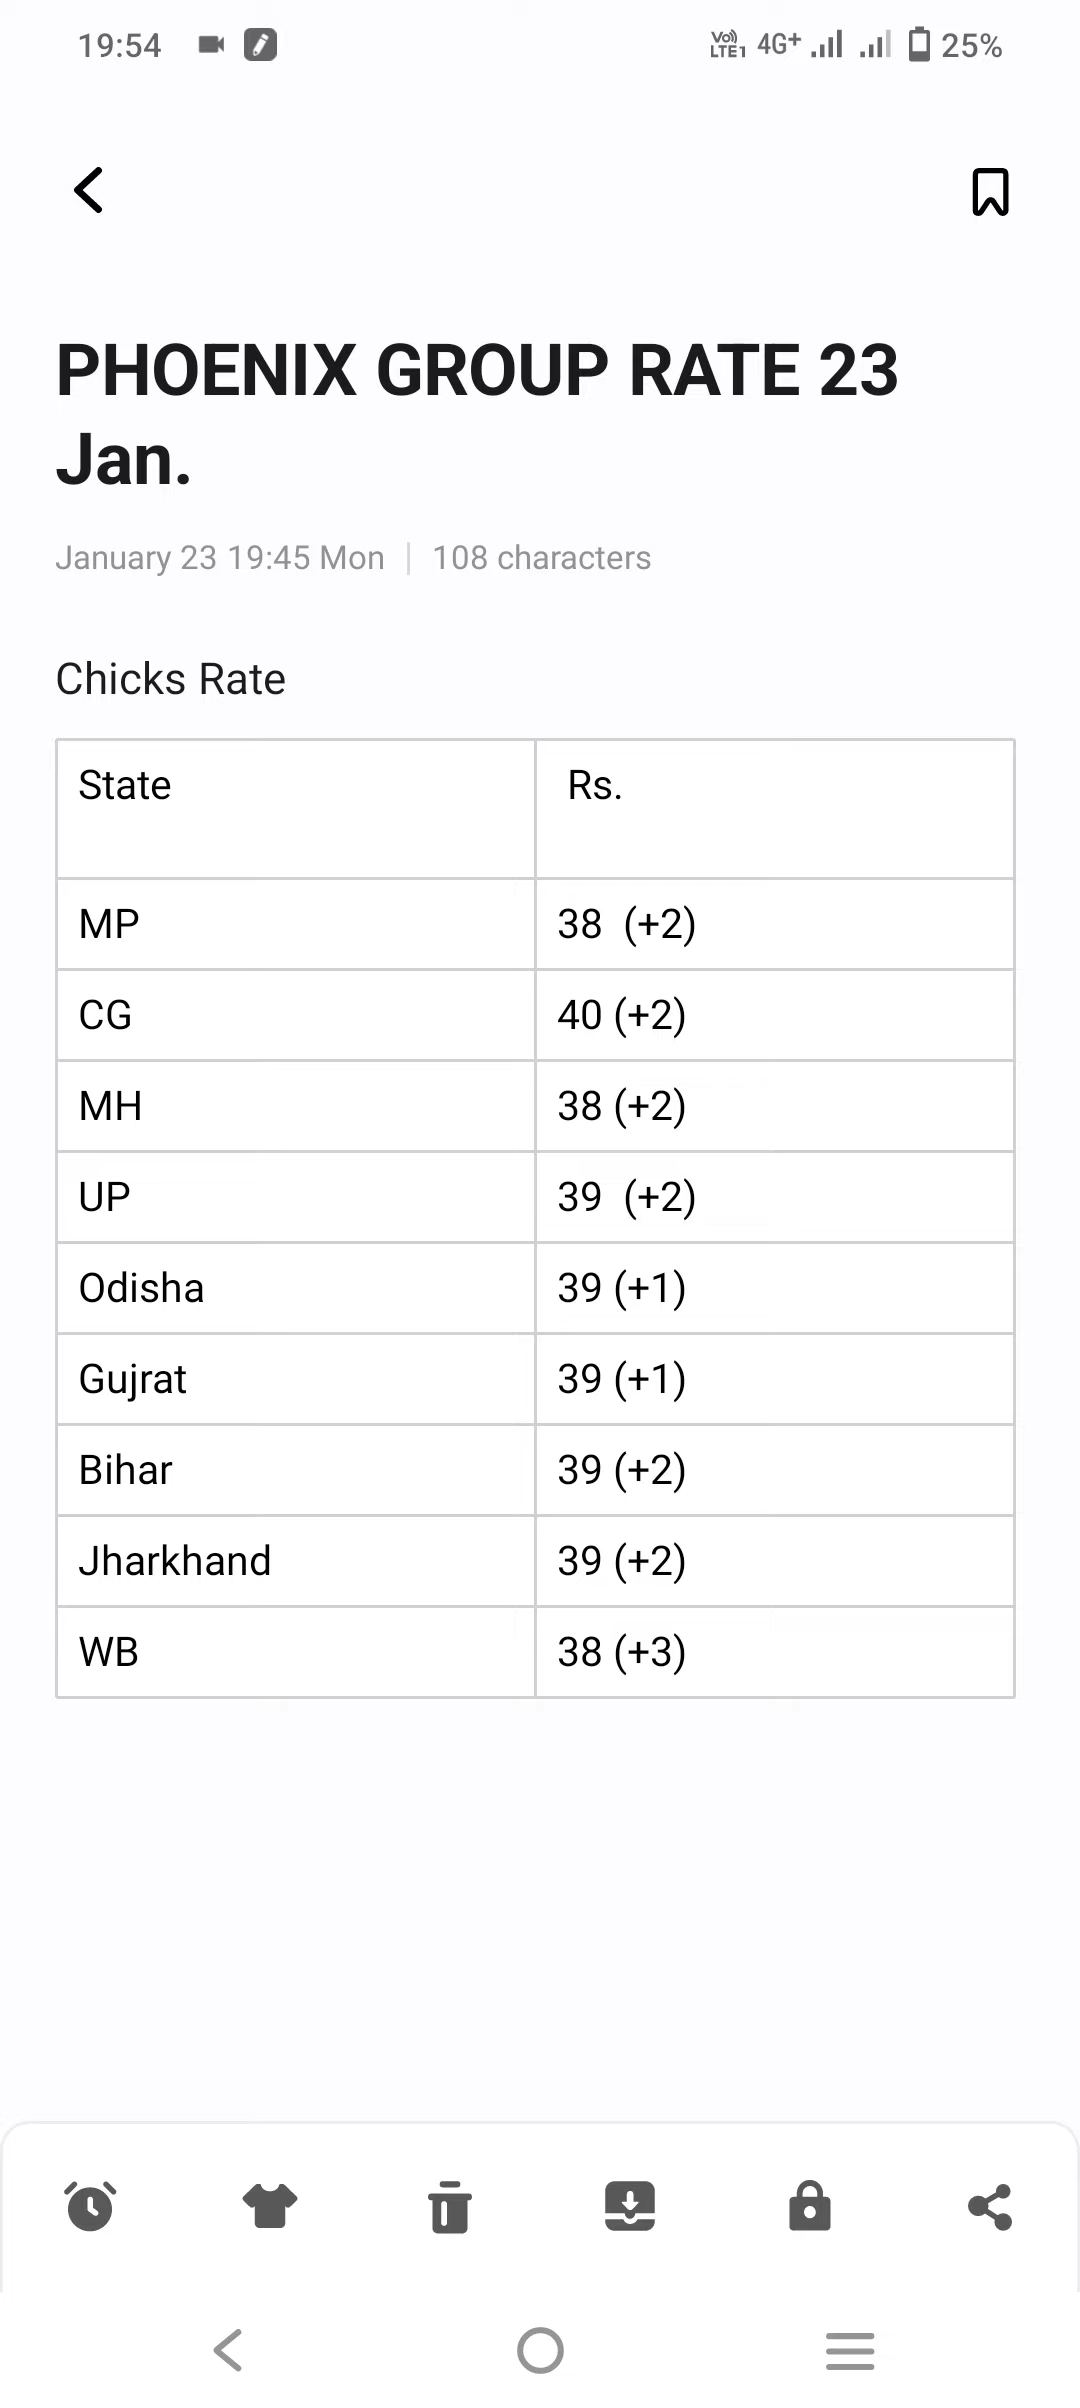 19:54 Vo) LTE1 4G+ 25%
PHOENIX GROUP RATE 23
Jan.
January 23 19:45 Mon | 108 characters
Chicks Rate
State Rs.
MP 38 (+2)
CG 40 (+2)
MH 38 (+2)
UP 39 (+2)
Odisha 39 (+1)
Gujrat 39 (+1)
Bihar 39 (+2)
Jharkhand 39 (+2)
WB 38 (+3)